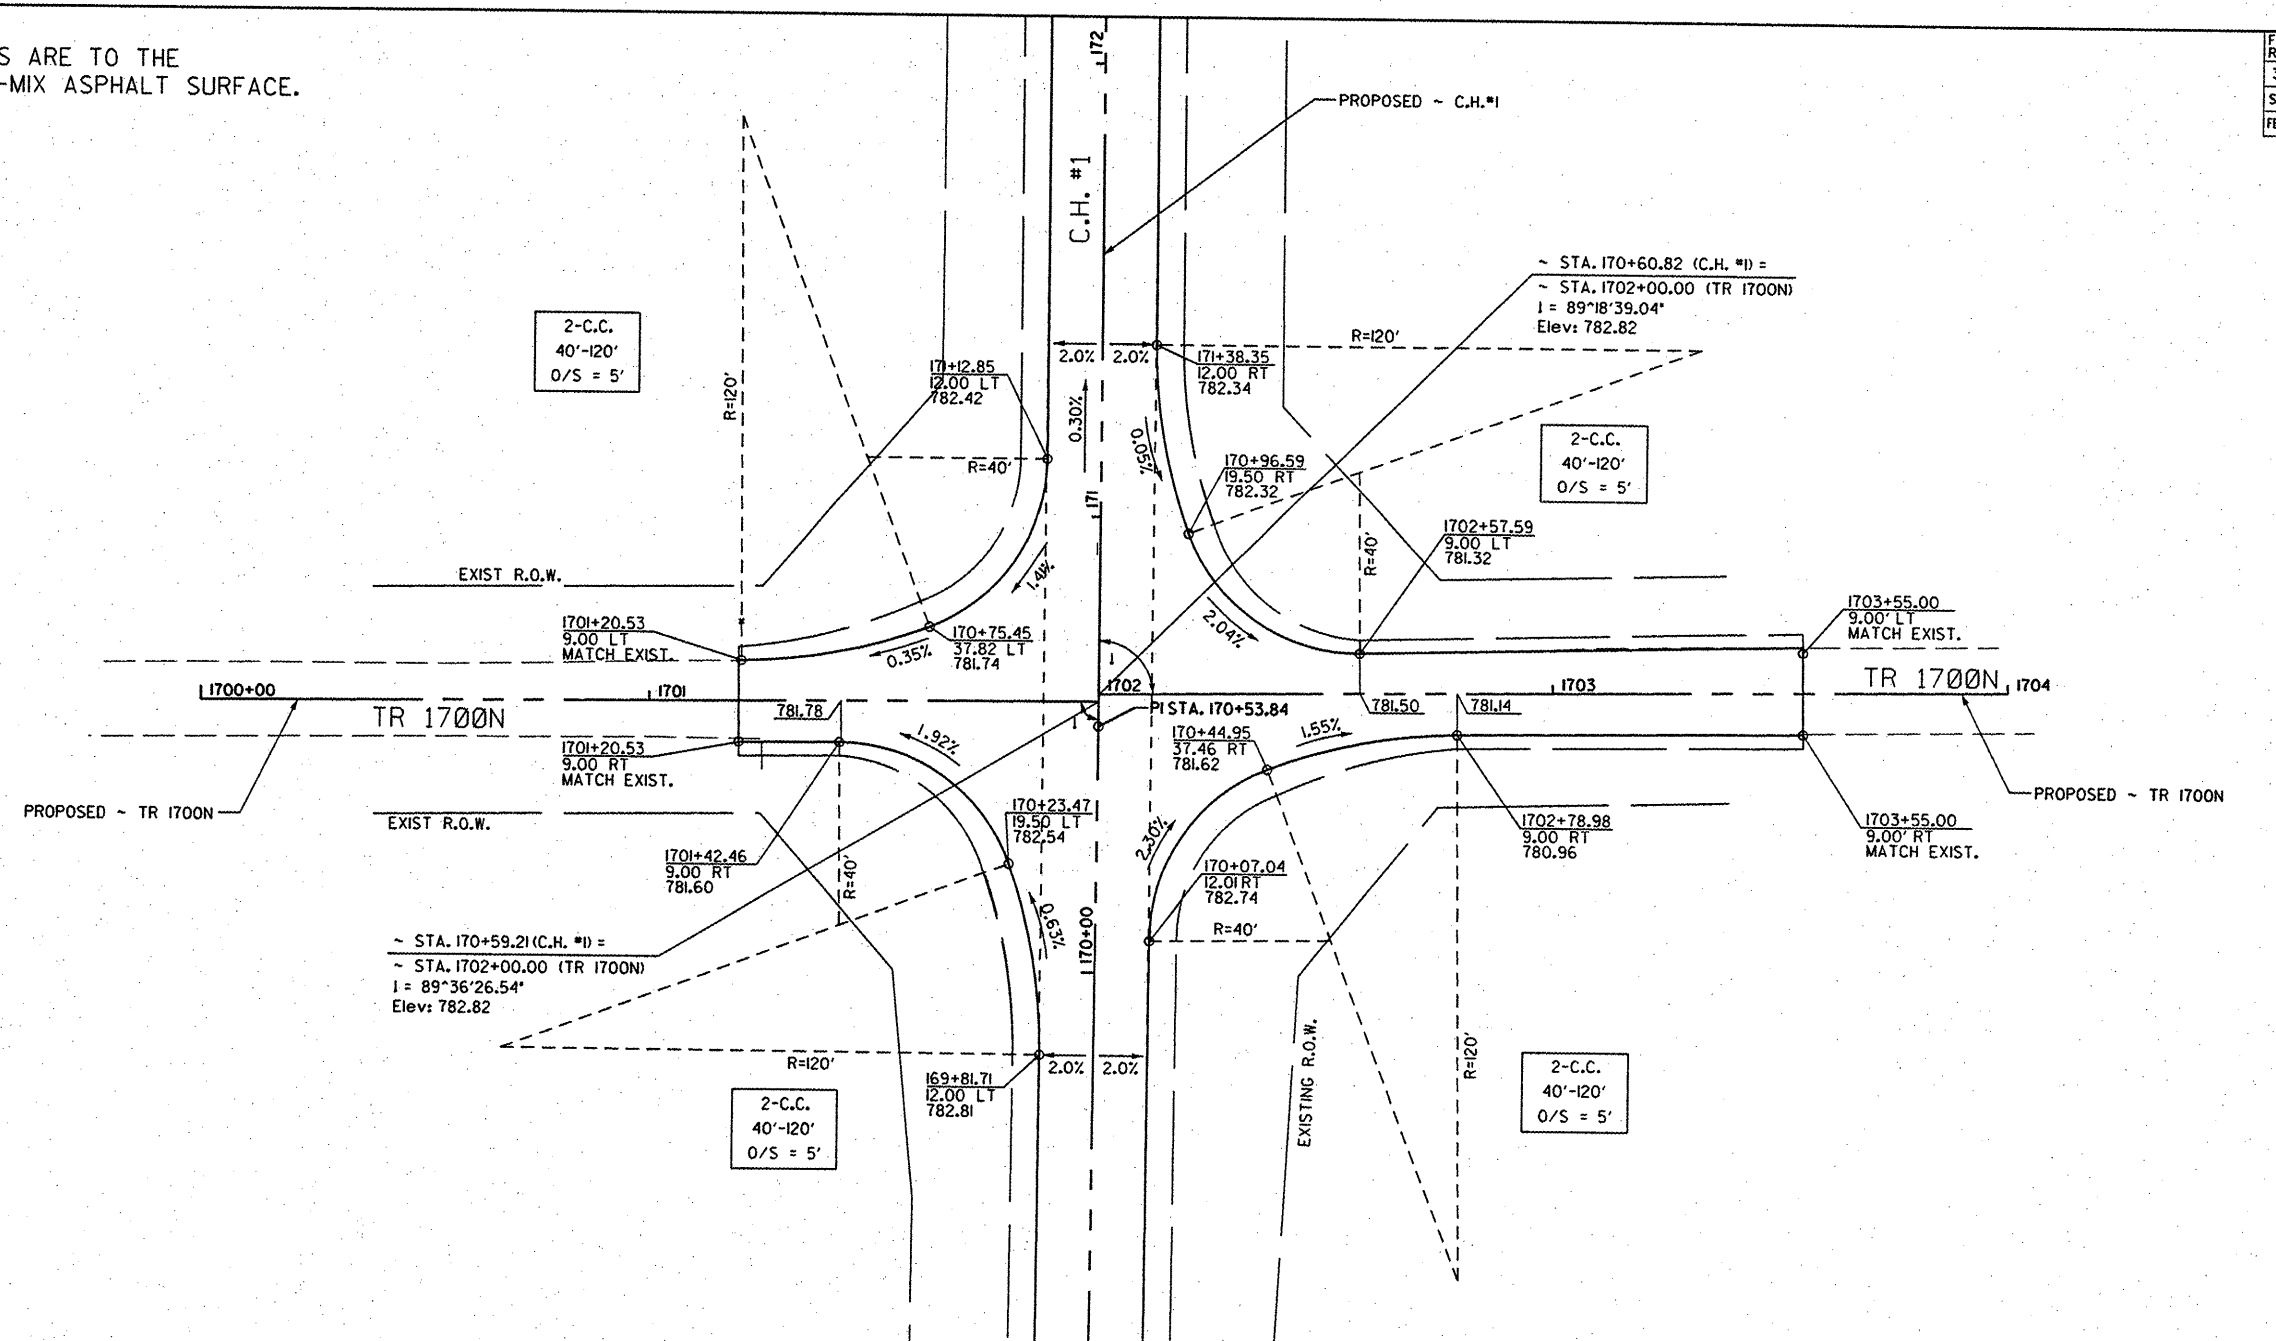 S ARE TO THE
-MIX ASPHALT SURFACE.
172
PROPOSED ~ C.H.#1
C.H. #1
~ STA. 170+60.82 (C.H. #1) =
~ STA. 1702+00.00 (TR 1700N)
I = 89^18'39.04"
Elev: 782.82
2-C.C.
40'-120'
O/S = 5'
R=120'
171+12.85
12.00 LT
782.42
2.0% 2.0%
171+38.35
12.00 RT
782.34
R=120'
0.30%
0.05%
R=40'
2-C.C.
40'-120'
O/S = 5'
170+96.59
19.50 RT
782.32
171
1702+57.59
9.00 LT
781.32
R=40'
EXIST R.O.W.
2.04%
1701+20.53
9.00 LT
MATCH EXIST.
0.35%
170+75.45
37.82 LT
781.74
1703+55.00
9.00' LT
MATCH EXIST.
1700+00
1701
1702
1703
TR 1700N
1704
TR 1700N
781.78
PI STA. 170+53.84
781.50
781.14
1701+20.53
9.00 RT
MATCH EXIST.
1.92%
170+44.95
37.46 RT
781.62
1.55%
PROPOSED ~ TR 1700N
EXIST R.O.W.
170+23.47
19.50 LT
782.54
2.30%
1702+78.98
9.00 RT
780.96
1703+55.00
9.00' RT
MATCH EXIST.
PROPOSED ~ TR 1700N
1701+42.46
9.00 RT
781.60
R=40'
170+07.04
12.01 RT
782.74
R=40'
0.63%
170+00
~ STA. 170+59.21(C.H. #1) =
~ STA. 1702+00.00 (TR 1700N)
I = 89^36'26.54"
Elev: 782.82
R=120'
2.0% 2.0%
169+81.71
12.00 LT
782.81
EXISTING R.O.W.
R=120'
2-C.C.
40'-120'
O/S = 5'
2-C.C.
40'-120'
O/S = 5'